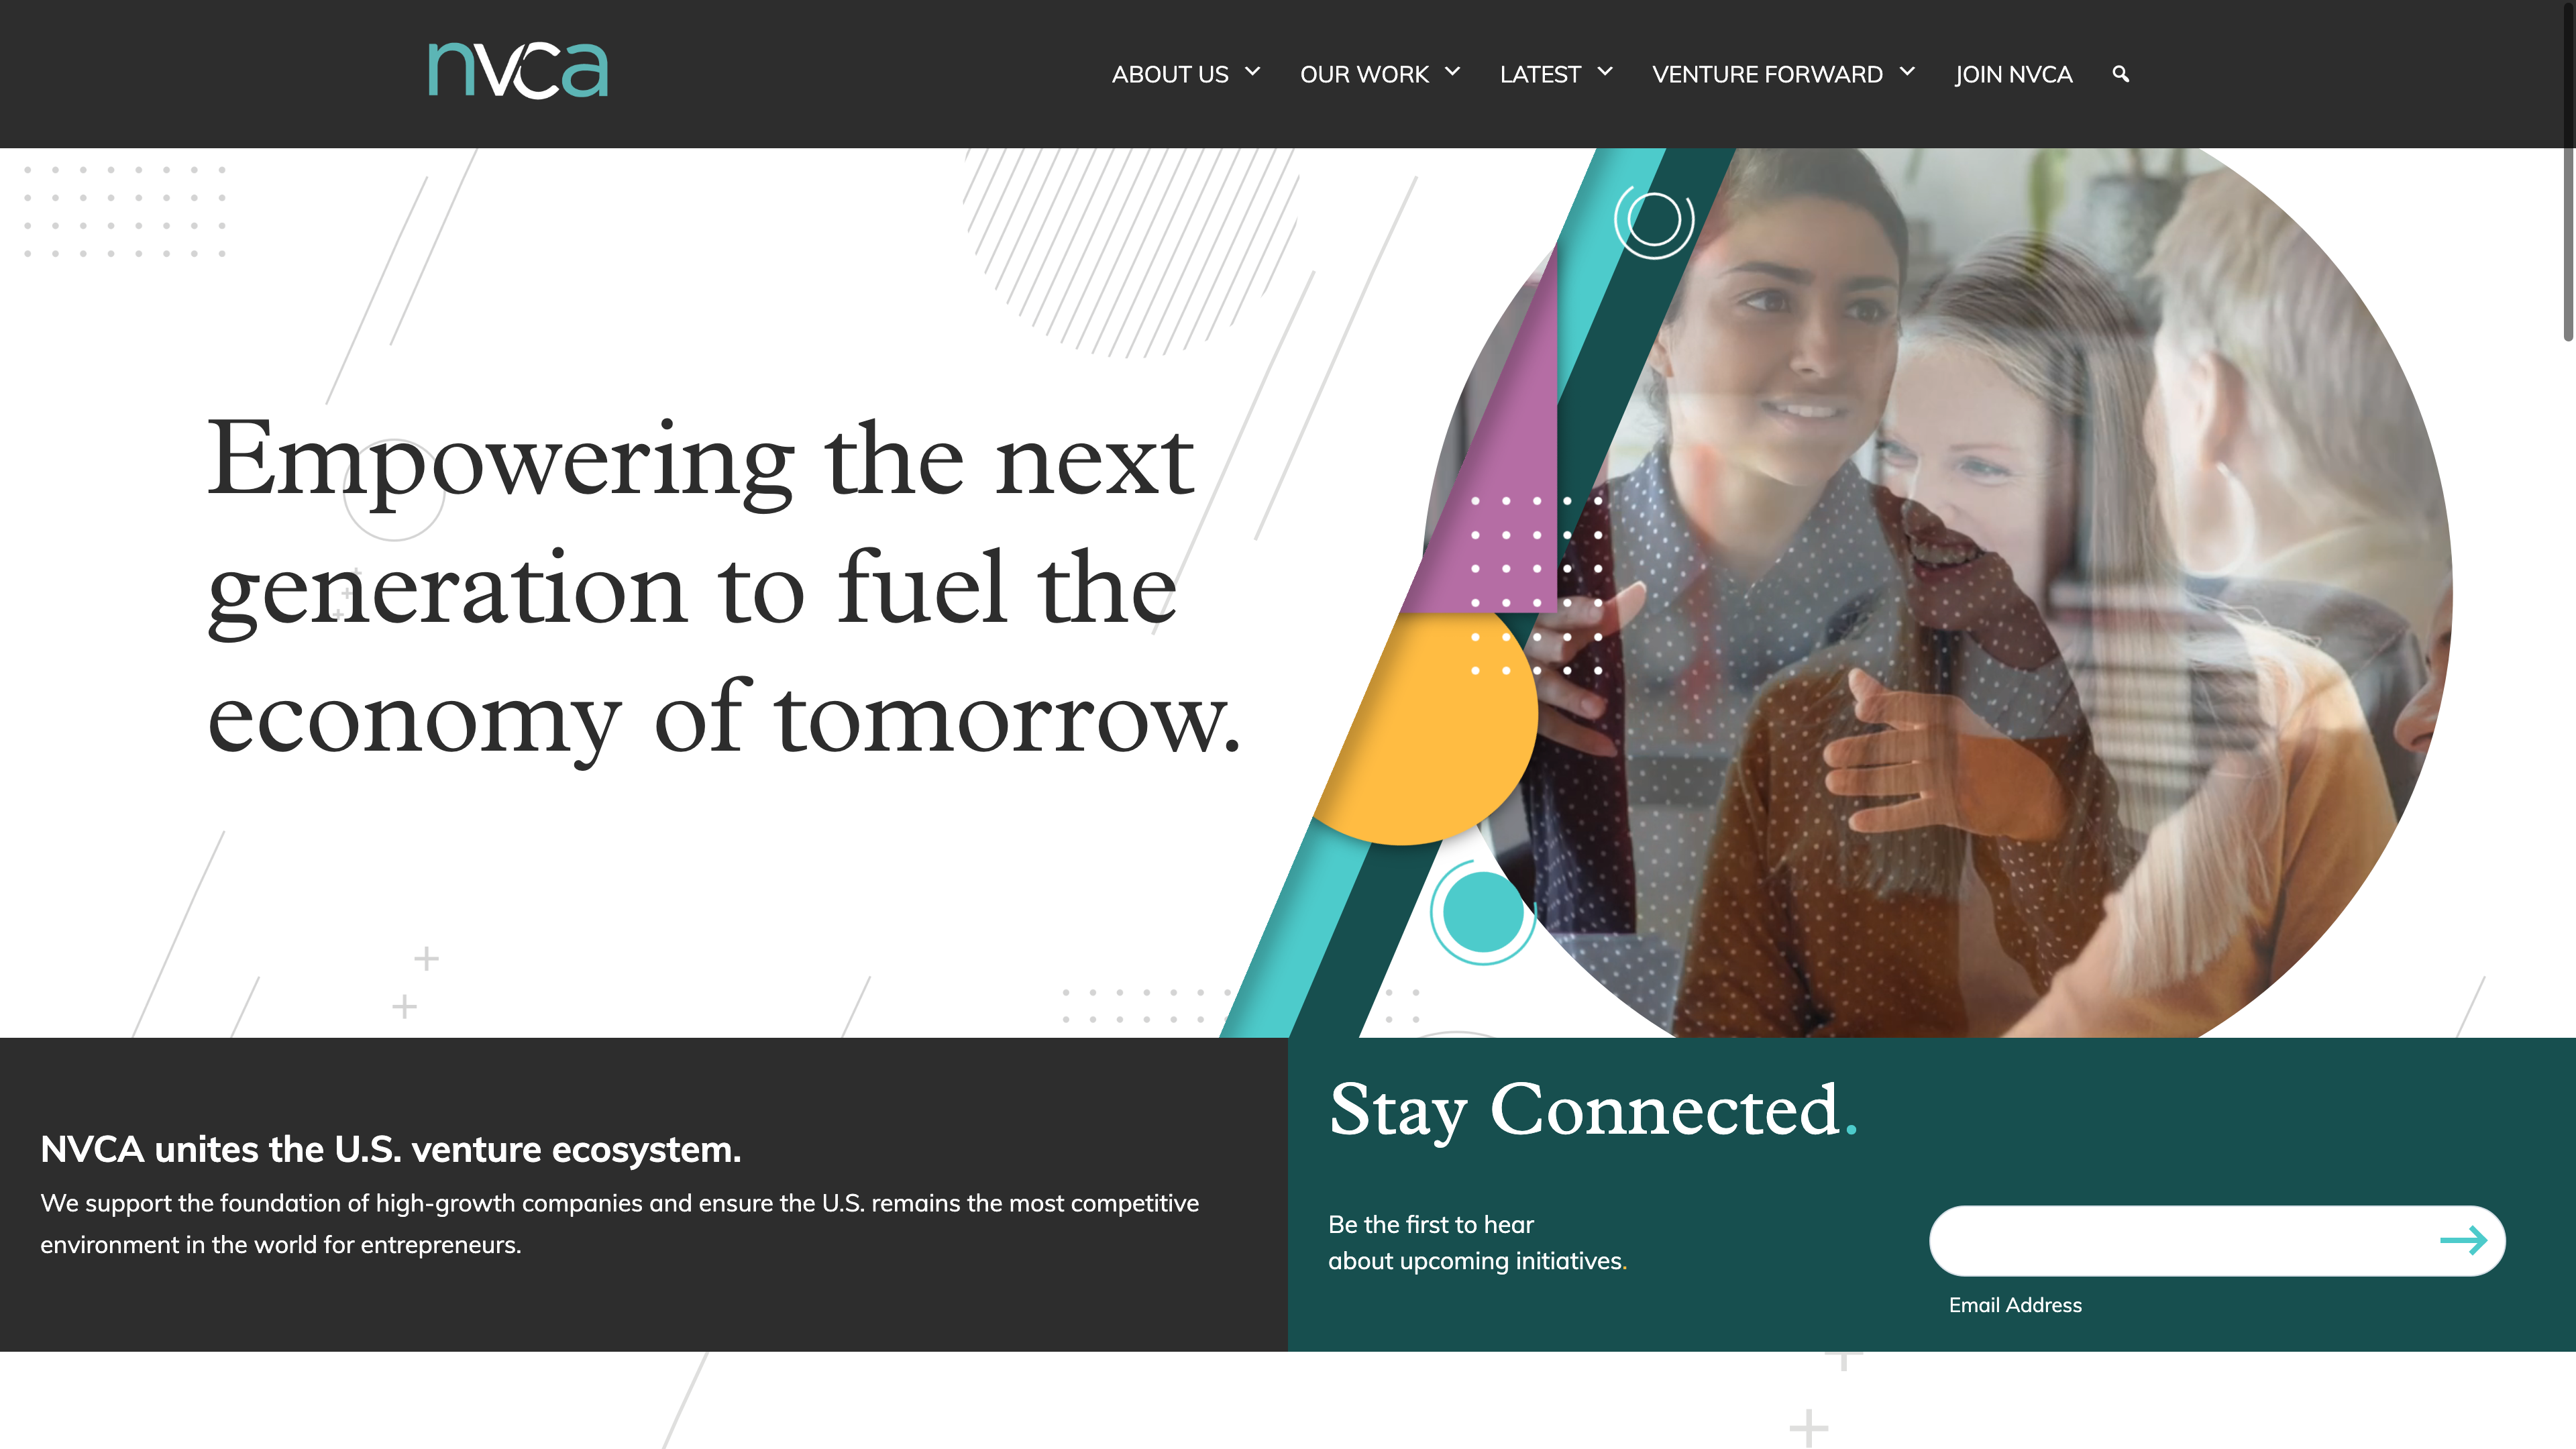 nvca
ABOUT US
OUR WORK
LATEST
VENTURE FORWARD
JOIN NVCA
Empowering the next
generation to fuel the
economy of tomorrow.
NVCA unites the U.S. venture ecosystem.
We support the foundation of high-growth companies and ensure the U.S. remains the most competitive
environment in the world for entrepreneurs.
Stay Connected.
Be the first to hear
about upcoming initiatives.
Email Address